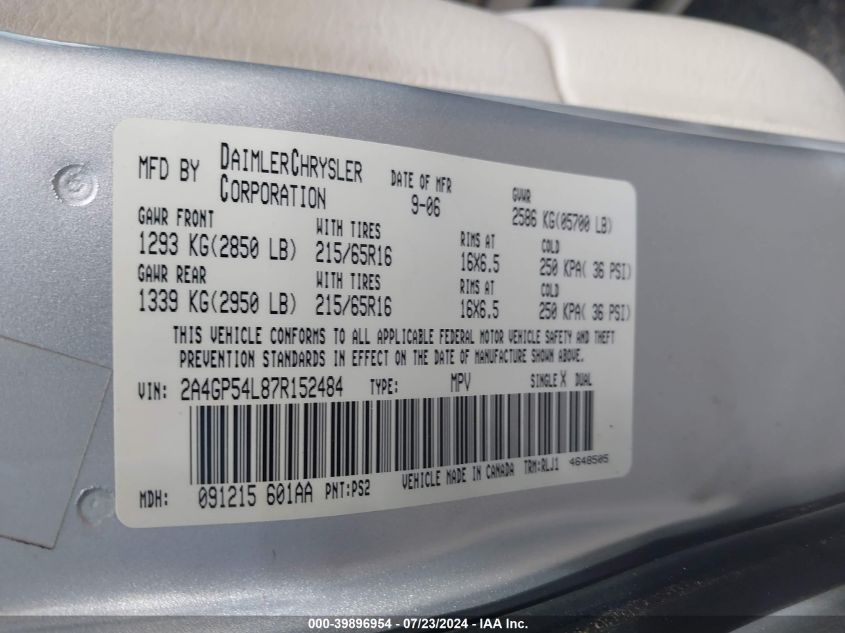 MFD BY DAIMLERCHRYSLER CORPORATION DATE OF MFR 9-06 GVWR 2586 KG(05700 LB)
GAWR FRONT WITH TIRES RIMS AT COLD
1293 KG(2850 LB) 215/65R16 16X6.5 250 KPA( 36 PSI)
GAWR REAR WITH TIRES RIMS AT COLD
1339 KG(2950 LB) 215/65R16 16X6.5 250 KPA( 36 PSI)
THIS VEHICLE CONFORMS TO ALL APPLICABLE FEDERAL MOTOR VEHICLE SAFETY AND THEFT
PREVENTION STANDARDS IN EFFECT ON THE DATE OF MANUFACTURE SHOWN ABOVE.
VIN: 2A4GP54L87R152484 TYPE: MPV SINGLE X DUAL
MDH: 091215 601AA PNT:PS2 VEHICLE MADE IN CANADA TRM:RLJ1 4648505
000-39896954 / 07/23/2024 / IAA Inc.